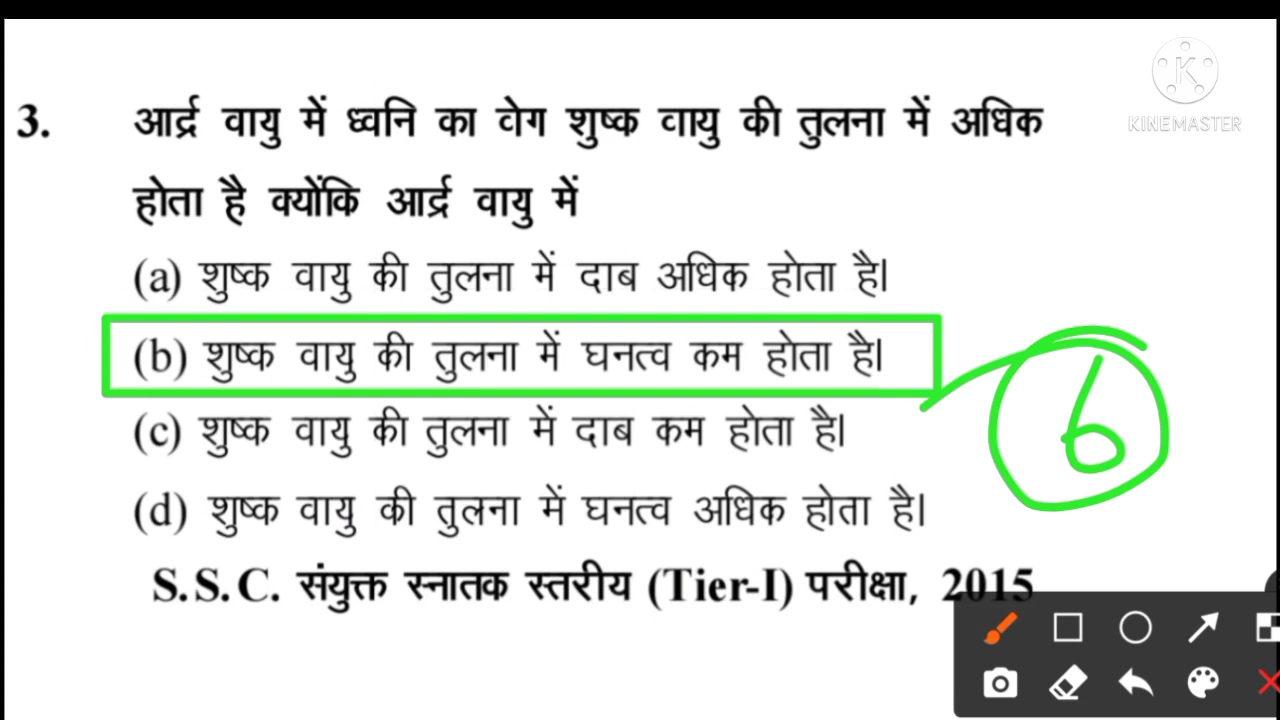 KINEMASTER
3. आर्द्र वायु में ध्वनि का वेग शुष्क वायु की तुलना में अधिक
होता है क्योंकि आर्द्र वायु में
(a) शुष्क वायु की तुलना में दाब अधिक होता है।
(b) शुष्क वायु की तुलना में घनत्व कम होता है।
6
(c) शुष्क वायु की तुलना में दाब कम होता है।
(d) शुष्क वायु की तुलना में घनत्व अधिक होता है।
S.S.C. संयुक्त स्नातक स्तरीय (Tier-I) परीक्षा, 2015